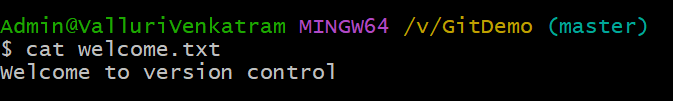 Admin@ValluriVenkatram MINGW64 /v/GitDemo (master)
$ cat welcome.txt
Welcome to version control